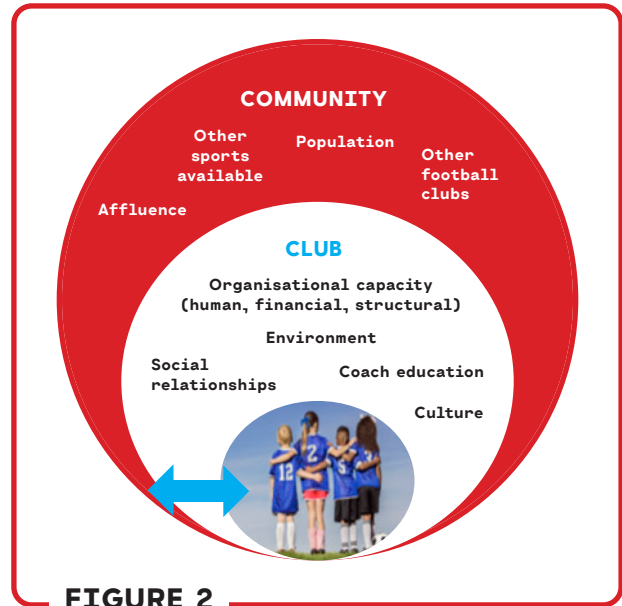 COMMUNITY
Other
sports
available
Population
Other
football
clubs
Affluence
CLUB
Organisational capacity
(human, financial, structural)
Environment
Social
relationships
Coach education
Culture
12
2
5
FIGURE 2